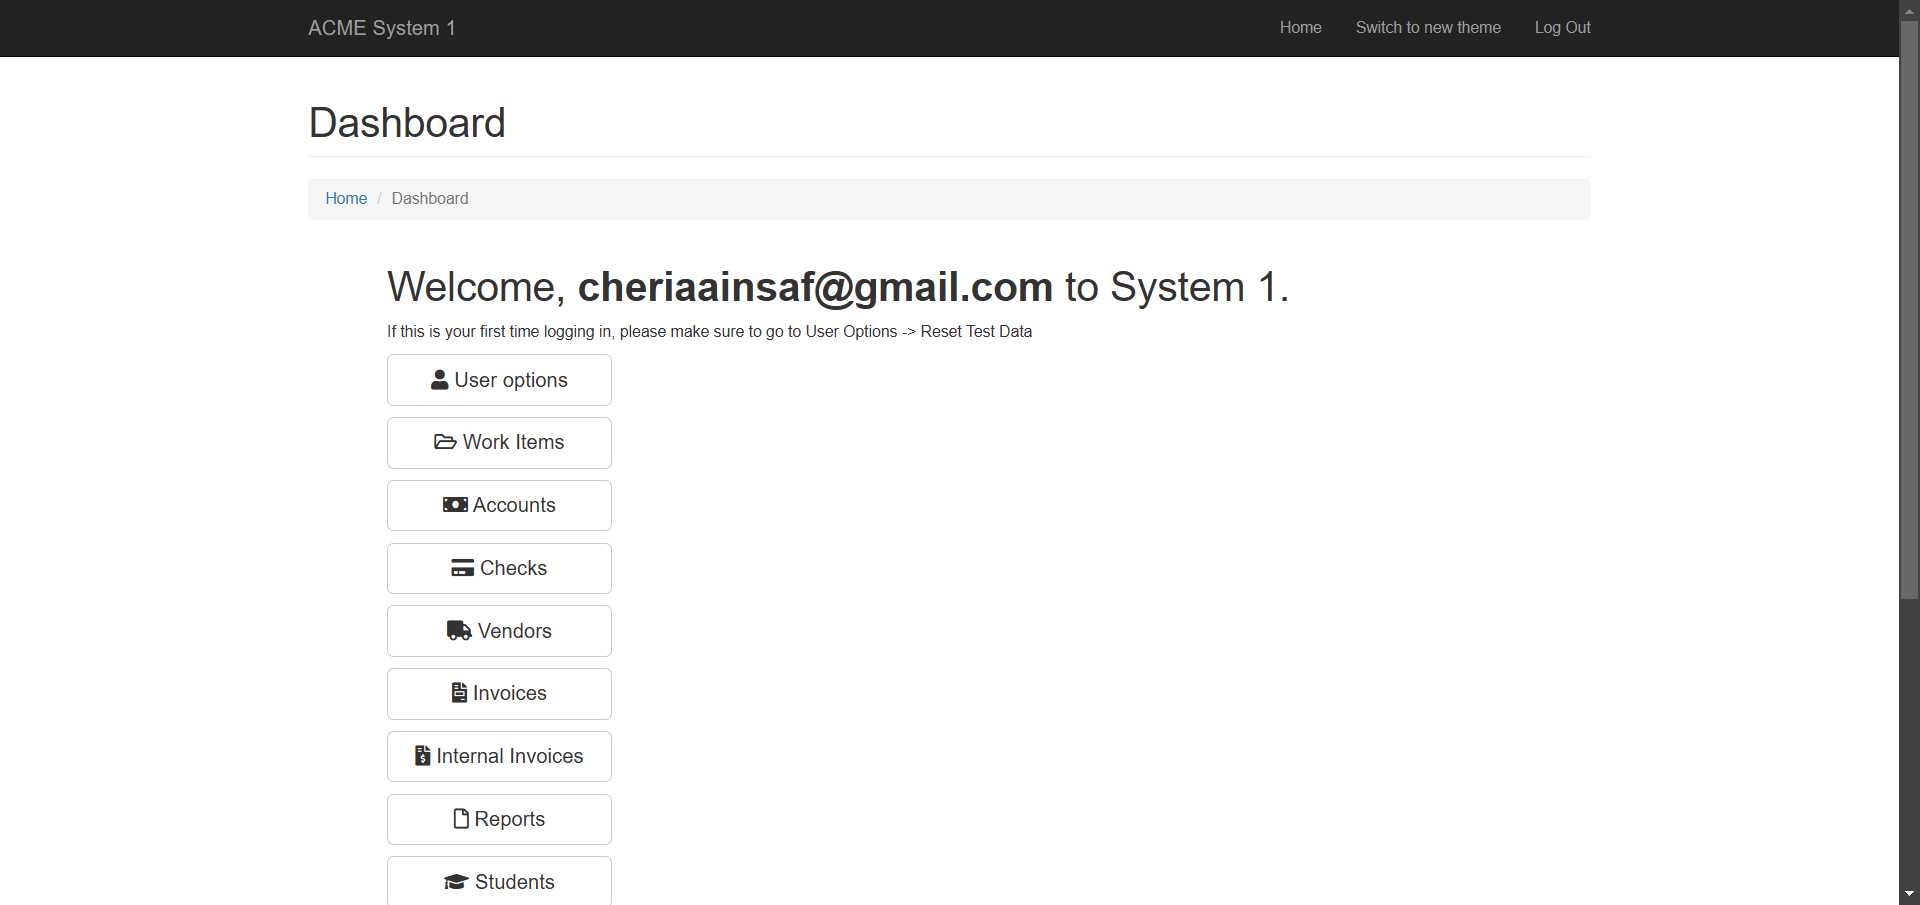 ACME System 1
Home Switch to new theme Log Out
Dashboard
Home / Dashboard
Welcome, cheriaainsaf@gmail.com to System 1.
If this is your first time logging in, please make sure to go to User Options -> Reset Test Data
User options
Work Items
Accounts
Checks
Vendors
Invoices
Internal Invoices
Reports
Students